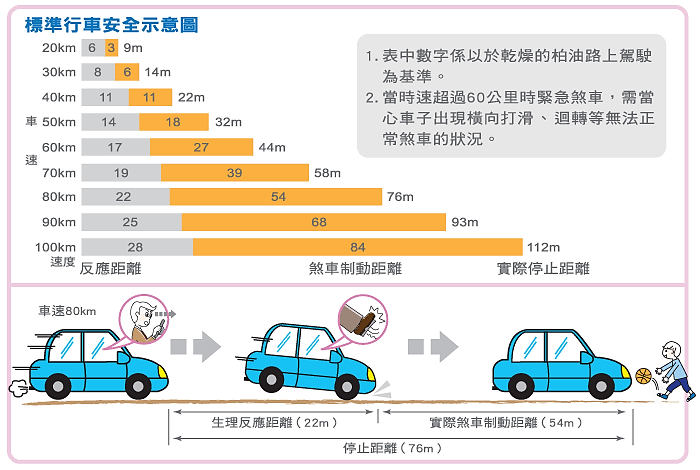 標準行車安全示意圖
20km 6 3 9m
30km 8 6 14m
40km 11 11 22m
50km 14 18 32m
60km 17 27 44m
70km 19 39 58m
80km 22 54 76m
90km 25 68 93m
100km 28 84 112m
車
速
速度 反應距離 煞車制動距離 實際停止距離
1. 表中數字係以於乾燥的柏油路上駕駛
為基準。
2. 當時速超過60公里時緊急煞車，需當
心車子出現橫向打滑、迴轉等無法正
常煞車的狀況。
車速80km
生理反應距離（22m） 實際煞車制動距離（54m）
停止距離（76m）